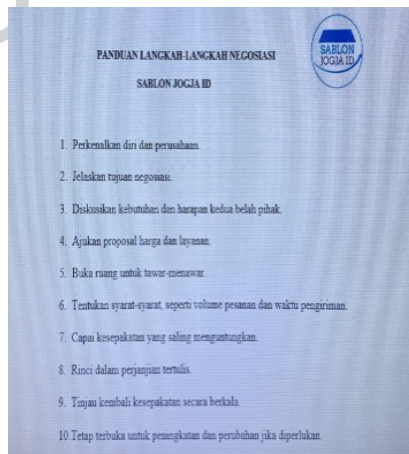 PANDUAN LANGKAH-LANGKAH NEGOSIASI
SABLON JOGJA ID
SABLON
JOGJA ID
1. Perkenalkan diri dan perusahaan.
2. Jelaskan tujuan negosiasi.
3. Diskusikan kebutuhan dan harapan kedua belah pihak.
4. Ajukan proposal harga dan layanan.
5. Buka ruang untuk tawar-menawar.
6. Tentukan syarat-syarat, seperti volume pesanan dan waktu pengiriman.
7. Capai kesepakatan yang saling menguntungkan.
8. Rinci dalam perjanjian tertulis.
9. Tinjau kembali kesepakatan secara berkala.
10. Tetap terbuka untuk peningkatan dan perubahan jika diperlukan.